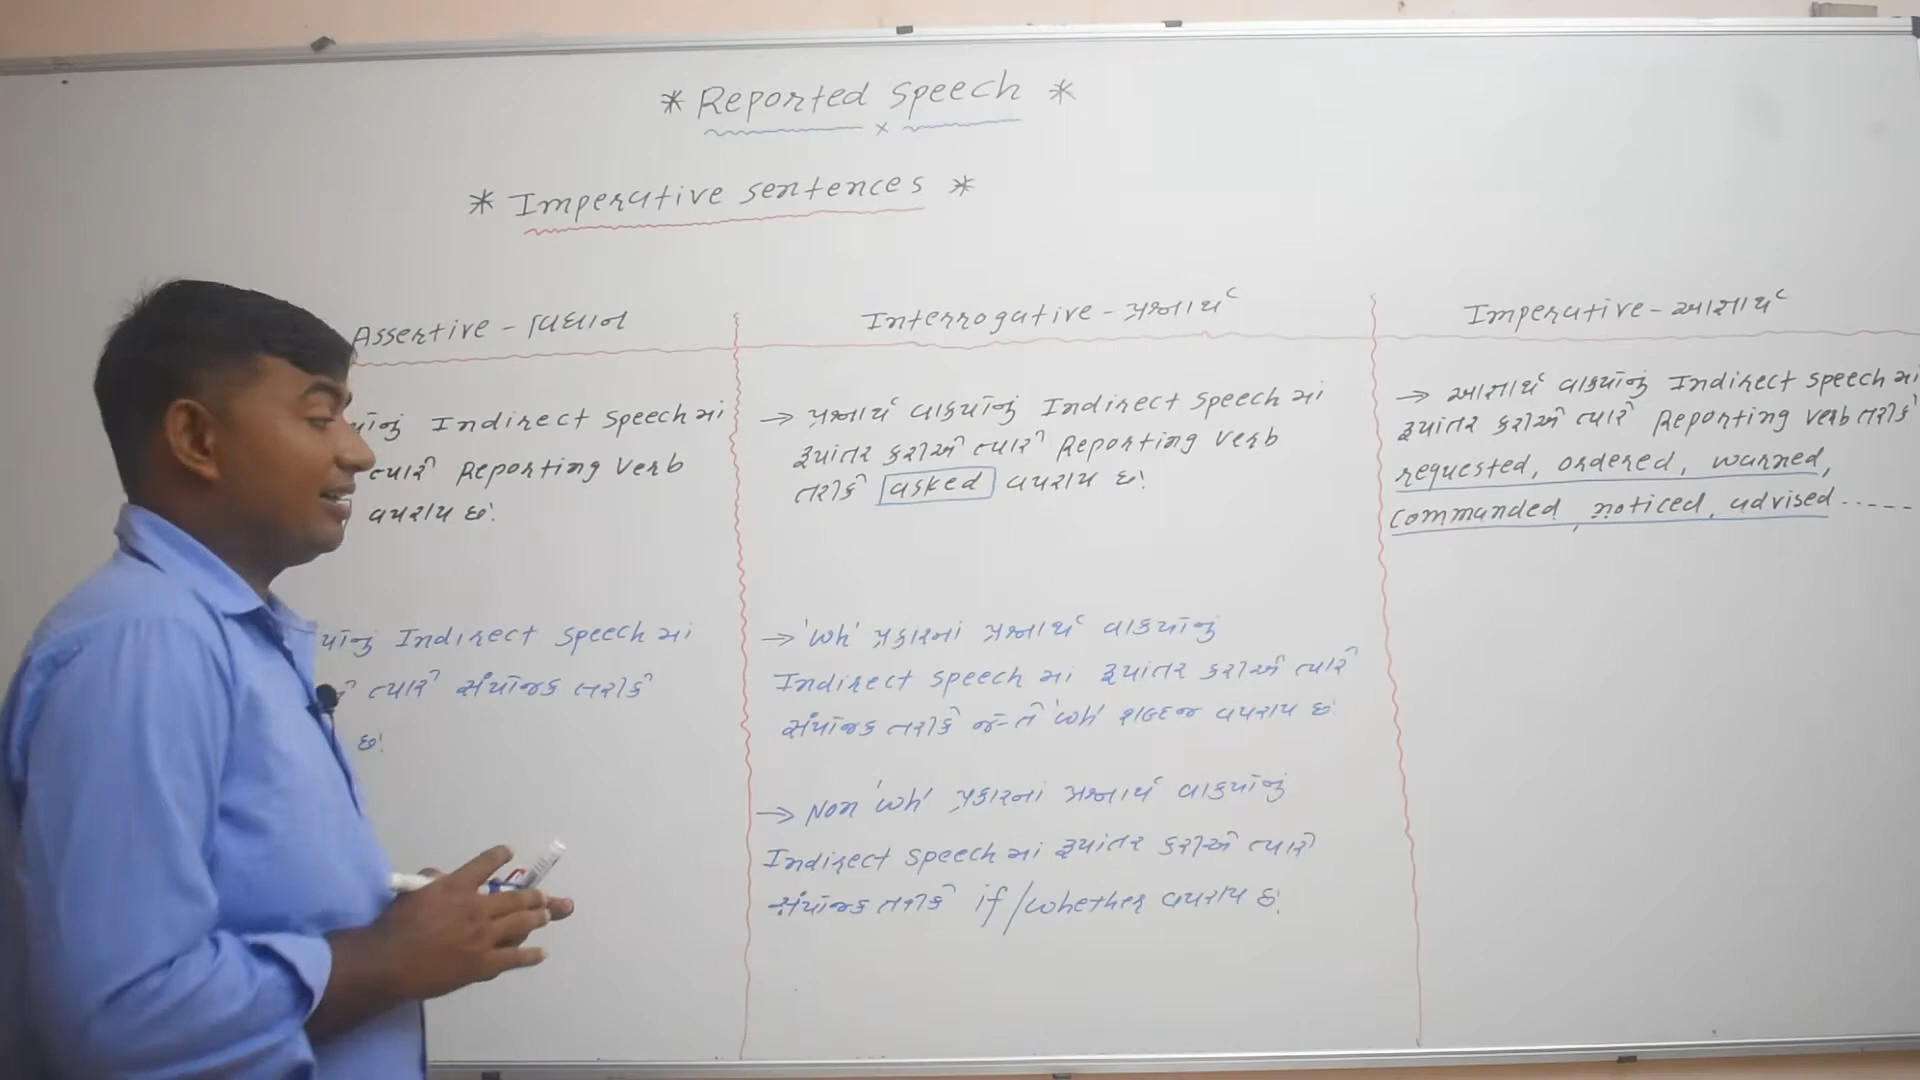 * Reported speech *
* Imperative sentences *
Assertive - વિધાન
Indirect speech માં
ત્યારે Reporting verb
વપરાય છે.
Indirect speech માં
ત્યારે સંયોજક તરીકે
છે.
Interrogative - પ્રશ્નાર્થ
→ પ્રશ્નાર્થ વાક્યોનું Indirect speech માં
રૂપાંતર કરીએ ત્યારે Reporting verb
તરીકે asked વપરાય છે.
→ 'wh' પ્રકારનાં પ્રશ્નાર્થ વાક્યોનું
Indirect speech માં રૂપાંતર કરીએ ત્યારે
સંયોજક તરીકે જે-તે 'wh' શબ્દજ વપરાય છે.
→ Non 'wh' પ્રકારનાં પ્રશ્નાર્થ વાક્યોનું
Indirect speech માં રૂપાંતર કરીએ ત્યારે
સંયોજક તરીકે if/whether વપરાય છે.
Imperative - આજ્ઞાર્થ
→ આજ્ઞાર્થ વાક્યોનું Indirect speech માં
રૂપાંતર કરીએ ત્યારે Reporting verb તરીકે
requested, ordered, warned,
commanded, noticed, advised-----